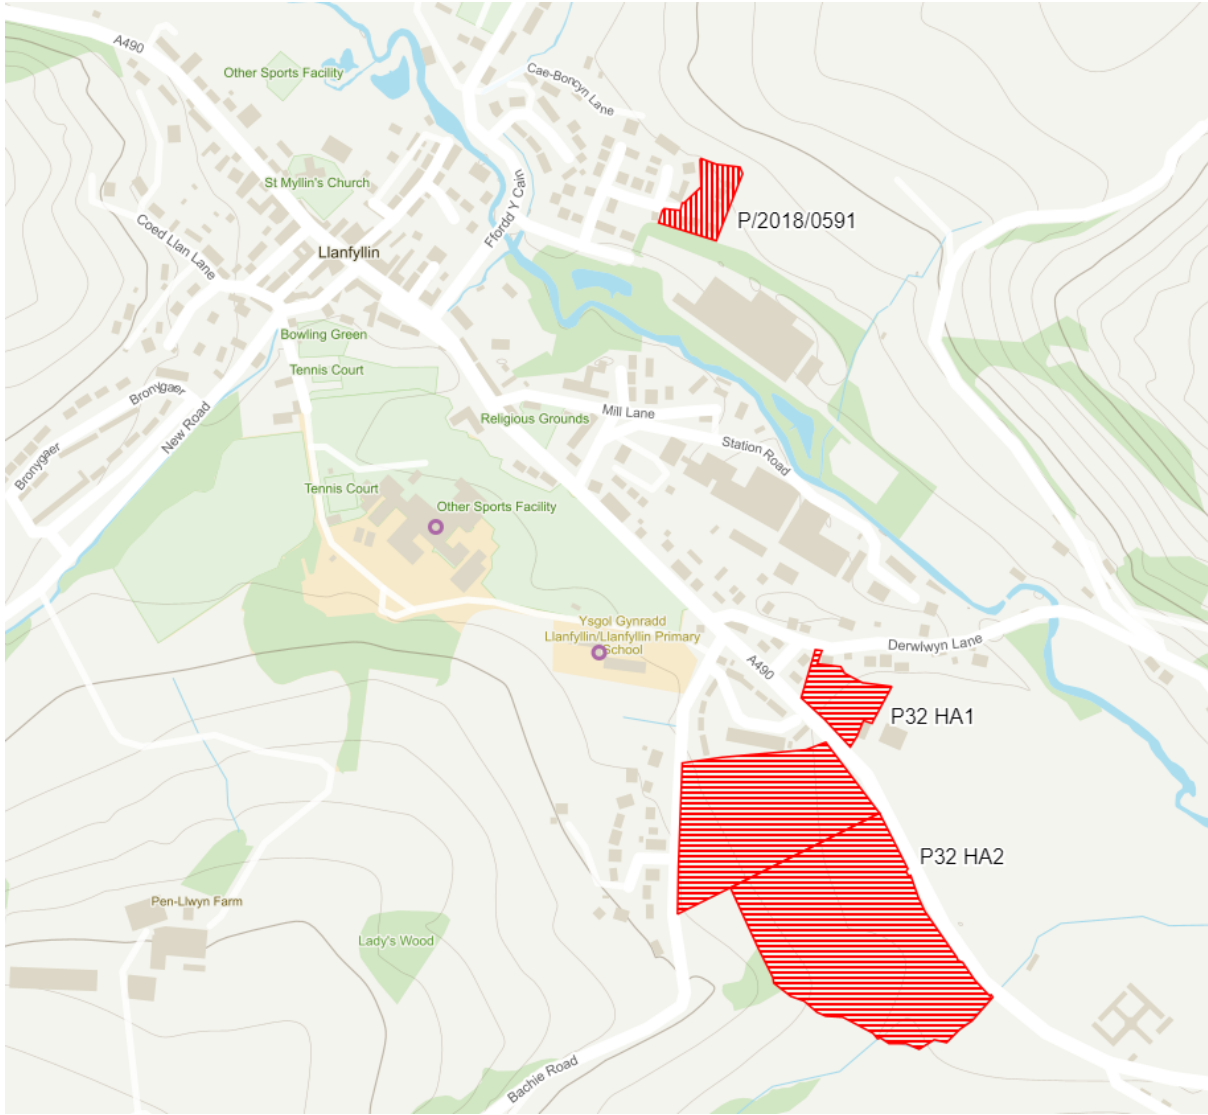 A490
Other Sports Facility
Cae-Borcyn Lane
St Myllin's Church
Ffordd Y Cain
P/2018/0591
Coed Llan Lane
Llanfyllin
Bowling Green
Tennis Court
Bronygaer
New Road
Bronygaer
Religious Grounds
Mill Lane
Station Road
Tennis Court
Other Sports Facility
Ysgol Gynradd
Llanfyllin/Llanfyllin Primary
School
Derwlwyn Lane
A490
P32 HA1
P32 HA2
Pen-Llwyn Farm
Lady's Wood
Bachie Road